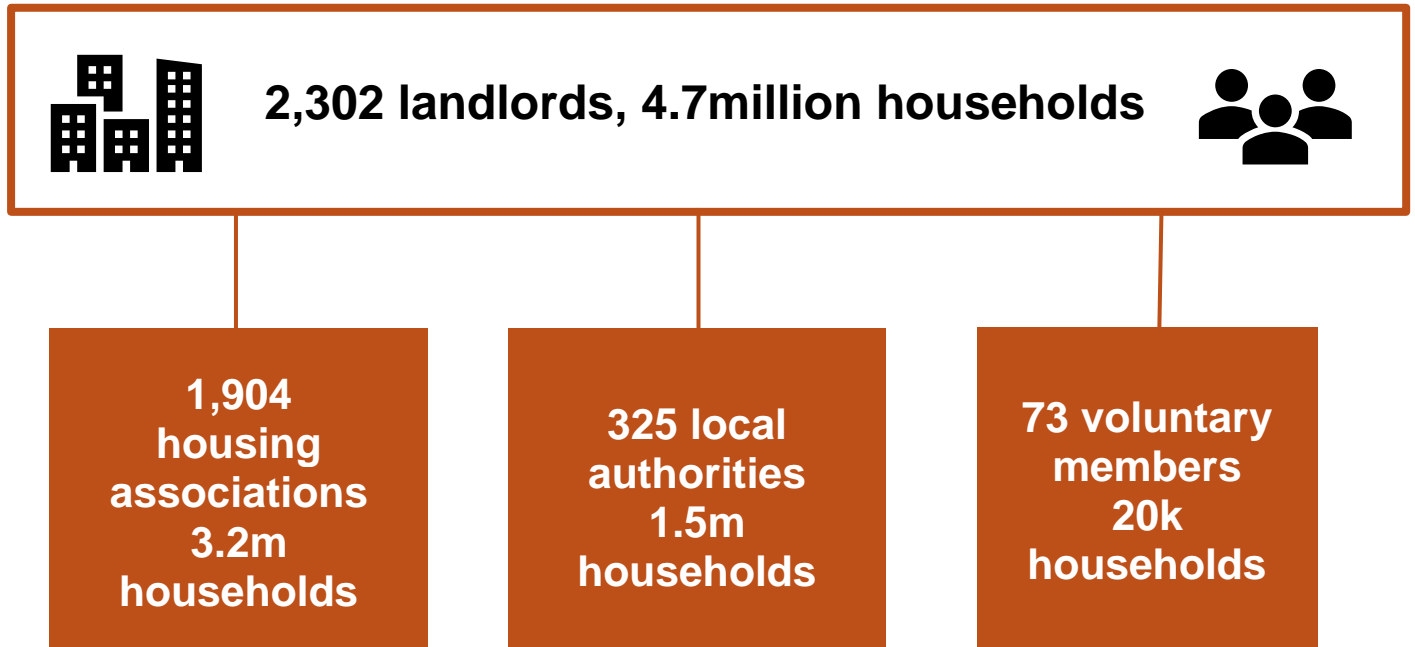 2,302 landlords, 4.7million households
1,904
housing
associations
3.2m
households
325 local
authorities
1.5m
households
73 voluntary
members
20k
households